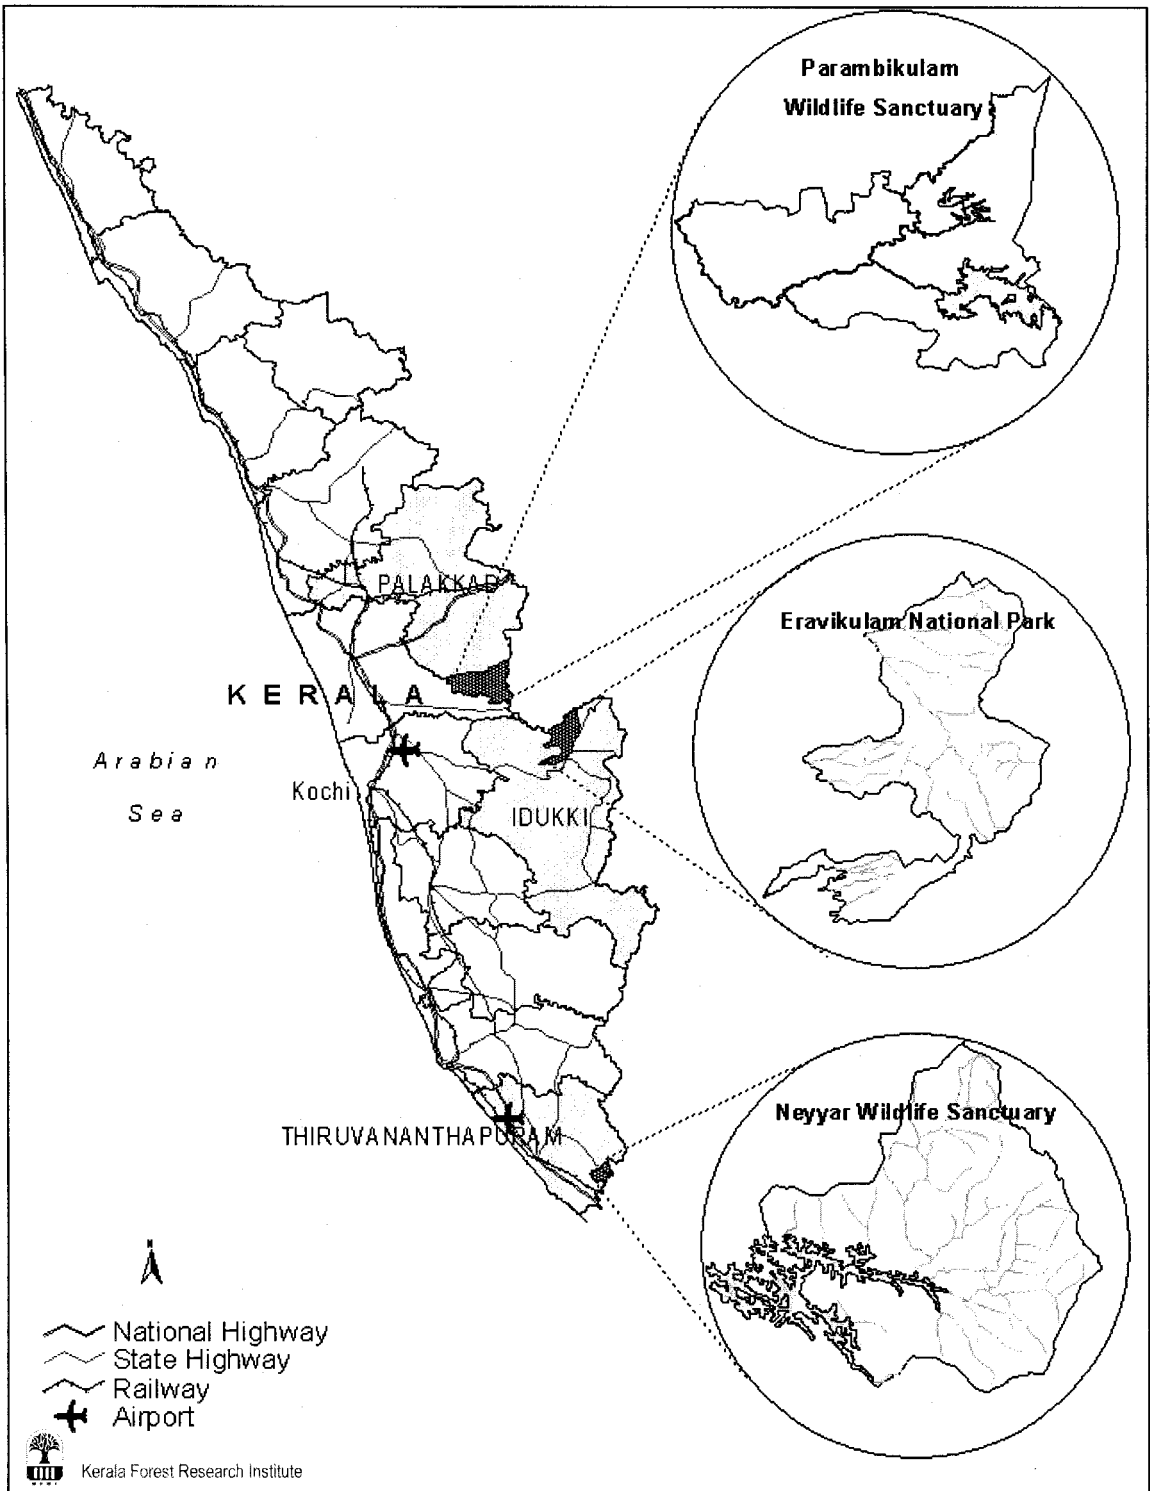 Parambikulam
Wildlife Sanctuary
PALAKKAD
Eravikulam National Park
KERALA
Arabian
Sea
Kochi
IDUKKI
Neyyar Wildlife Sanctuary
THIRUVANANTHAPURAM
N
National Highway
State Highway
Railway
Airport
Kerala Forest Research Institute